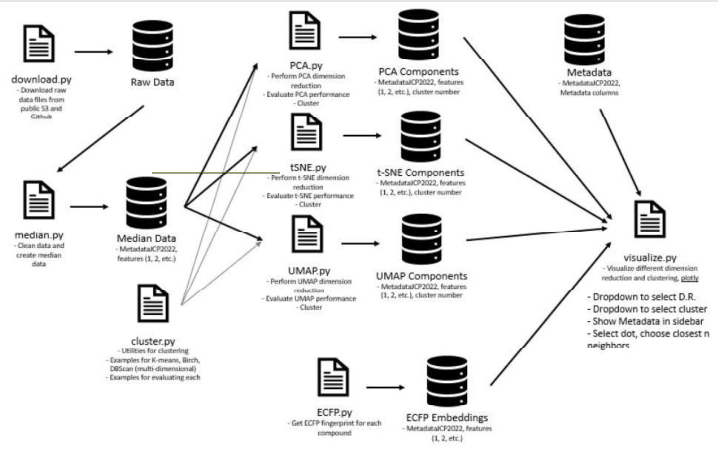 download.py
- Download raw
data files from
public S3 and
Github
Raw Data
median.py
- Clean data and
create median
data
Median Data
- MetadataJCP2022,
features (1, 2, etc.)
cluster.py
- Utilities for clustering
- Examples for K-means, Birch,
DBScan (multi-dimensional)
- Examples for evaluating each
PCA.py
- Perform PCA dimension
reduction
- Evaluate PCA performance
- Cluster
PCA Components
- MetadataJCP2022, features
(1, 2, etc.), cluster number
tSNE.py
- Perform t-SNE dimension
reduction
- Evaluate t-SNE performance
- Cluster
t-SNE Components
- MetadataJCP2022, features
(1, 2, etc.), cluster number
UMAP.py
- Perform UMAP dimension
reduction
- Evaluate UMAP performance
- Cluster
UMAP Components
- MetadataJCP2022, features
(1, 2, etc.), cluster number
ECFP.py
- Get ECFP fingerprint for each
compound
ECFP Embeddings
- MetadataJCP2022, features
(1, 2, etc.)
Metadata
- MetadataJCP2022,
Metadata columns
visualize.py
- Visualize different dimension
reduction and clustering, plotly
- Dropdown to select D.R.
- Dropdown to select cluster
- Show Metadata in sidebar
- Select dot, choose closest n
neighbors